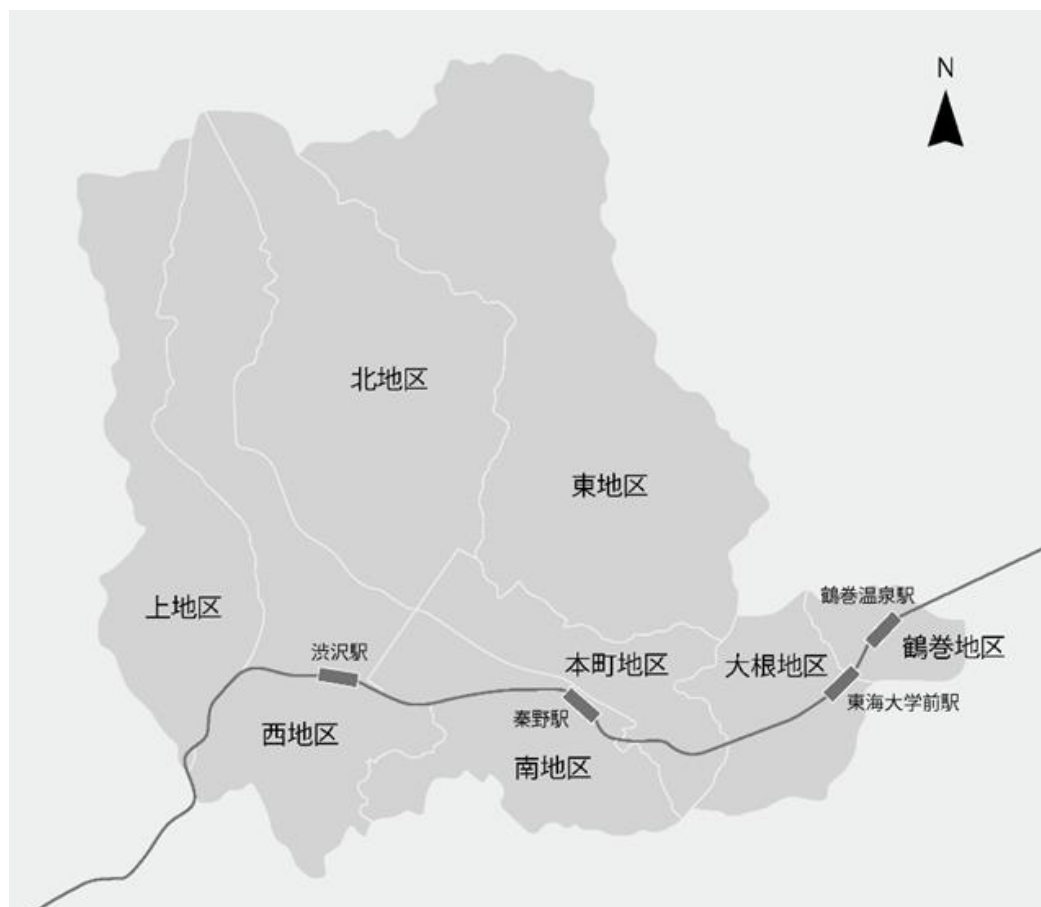 N
北地区
東地区
上地区
鶴巻温泉駅
渋沢駅
本町地区
大根地区
鶴巻地区
西地区
秦野駅
東海大学前駅
南地区